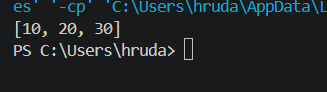 es' '-cp' 'C:\Users\hruda\AppData\L
[10, 20, 30]
PS C:\Users\hruda>